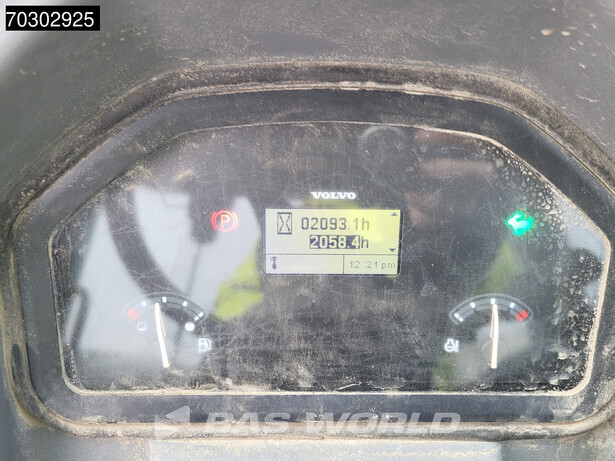 70302925
VOLVO
P
02093.1h
2058.4h
12:21 pm
BAS WORLD